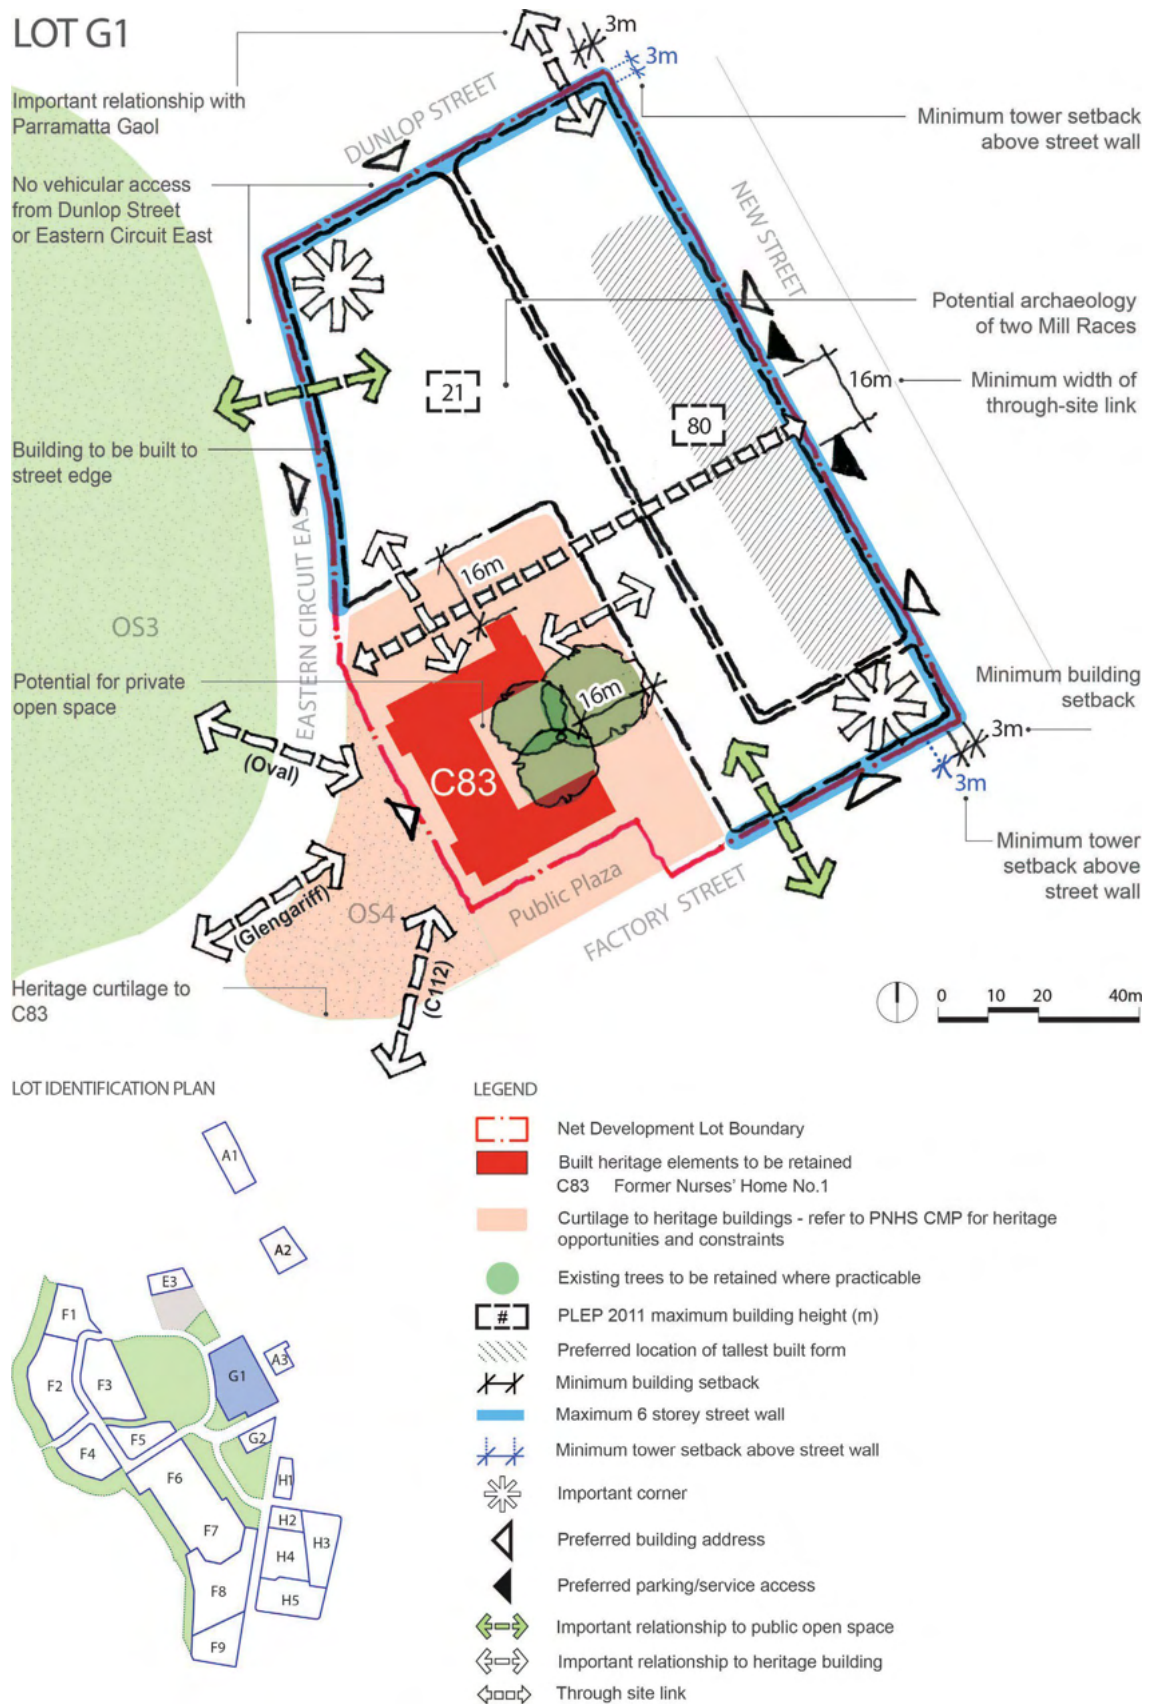 LOT G1
3m
3m
Important relationship with
Parramatta Gaol
DUNLOP STREET
Minimum tower setback
above street wall
No vehicular access
from Dunlop Street
or Eastern Circuit East
NEW STREET
Potential archaeology
of two Mill Races
21
16m
Minimum width of
through-site link
80
Building to be built to
street edge
EASTERN CIRCUIT EAST
16m
OS3
Potential for private
open space
16m
Minimum building
setback
3m
(Oval)
C83
3m
Minimum tower
setback above
street wall
(Glengariff)
OS4
Public Plaza
FACTORY STREET
(C112)
Heritage curtilage to
C83
0 10 20 40m
LOT IDENTIFICATION PLAN
A1
A2
E3
F1
A3
G1
F2
F3
F5
G2
F4
F6
H1
H2
F7
H3
H4
F8
H5
F9
LEGEND
Net Development Lot Boundary
Built heritage elements to be retained
C83 Former Nurses' Home No.1
Curtilage to heritage buildings - refer to PNHS CMP for heritage
opportunities and constraints
Existing trees to be retained where practicable
# PLEP 2011 maximum building height (m)
Preferred location of tallest built form
Minimum building setback
Maximum 6 storey street wall
Minimum tower setback above street wall
Important corner
Preferred building address
Preferred parking/service access
Important relationship to public open space
Important relationship to heritage building
Through site link